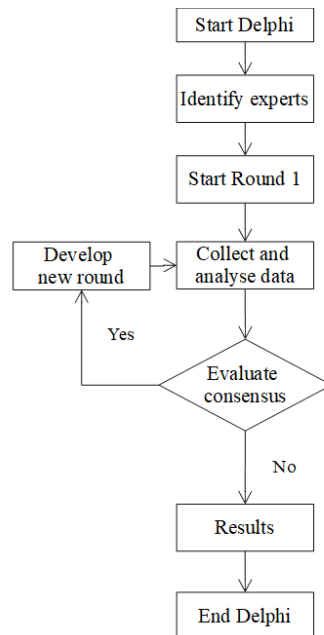 Start Delphi
Identify experts
Start Round 1
Develop
new round
Collect and
analyse data
Yes
Evaluate
consensus
No
Results
End Delphi